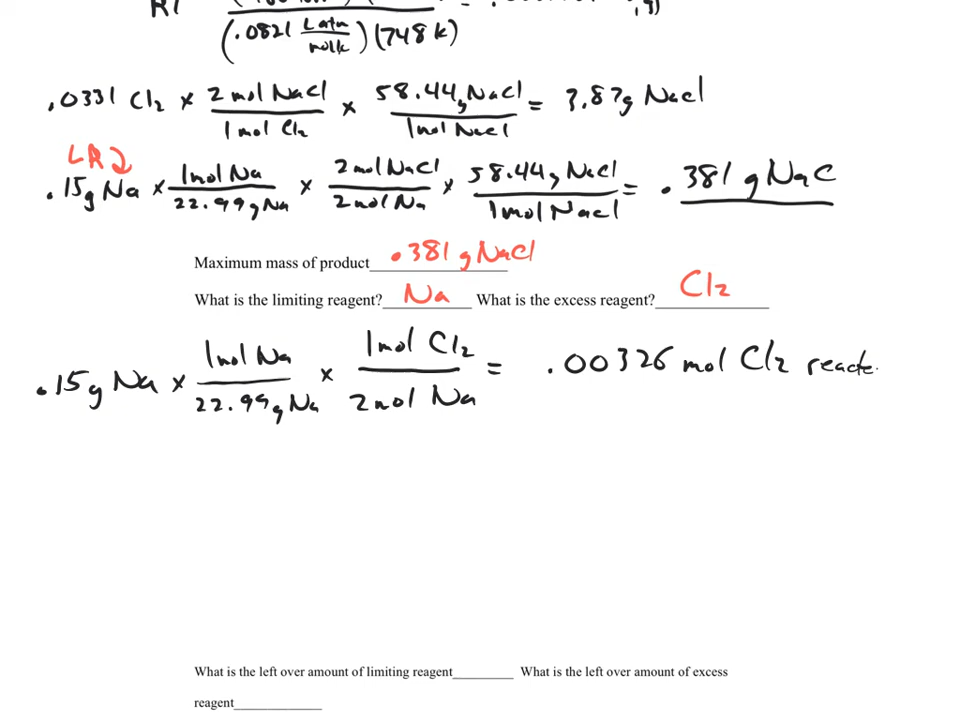 RT
(.0821 L atm / mol K)(748 K)
.0331 Cl2 × 2 mol NaCl / 1 mol Cl2 × 58.44 g NaCl / 1 mol NaCl = 3.87 g NaCl
LR
.15 g Na × 1 mol Na / 22.99 g Na × 2 mol NaCl / 2 mol Na × 58.44 g NaCl / 1 mol NaCl = .381 g NaC
Maximum mass of product .381 g NaCl
What is the limiting reagent? Na What is the excess reagent? Cl2
.15 g Na × 1 mol Na / 22.99 g Na × 1 mol Cl2 / 2 mol Na = .00326 mol Cl2 reacte
What is the left over amount of limiting reagent________ What is the left over amount of excess
reagent____________